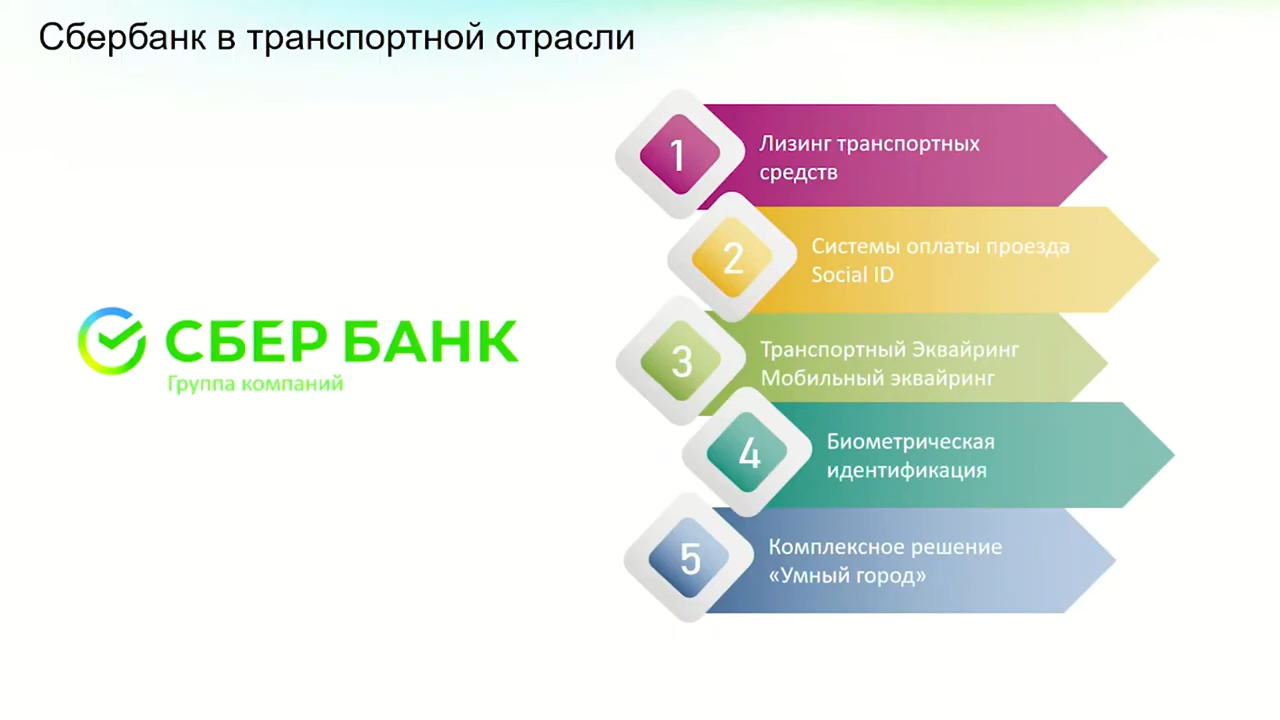 Сбербанк в транспортной отрасли
СБЕР БАНК
Группа компаний
1
Лизинг транспортных
средств
2
Системы оплаты проезда
Social ID
3
Транспортный Эквайринг
Мобильный эквайринг
4
Биометрическая
идентификация
5
Комплексное решение
«Умный город»